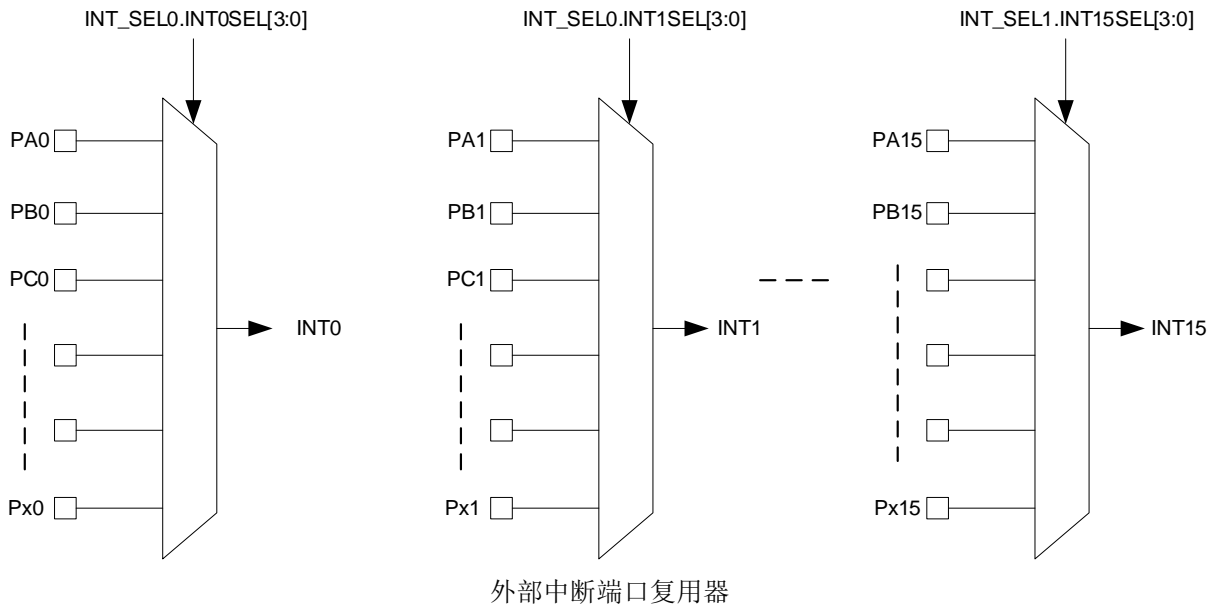 INT_SEL0.INT0SEL[3:0]
INT_SEL0.INT1SEL[3:0]
INT_SEL1.INT15SEL[3:0]
PA0
PB0
PC0
Px0
INT0
PA1
PB1
PC1
Px1
INT1
PA15
PB15
Px15
INT15
外部中断端口复用器